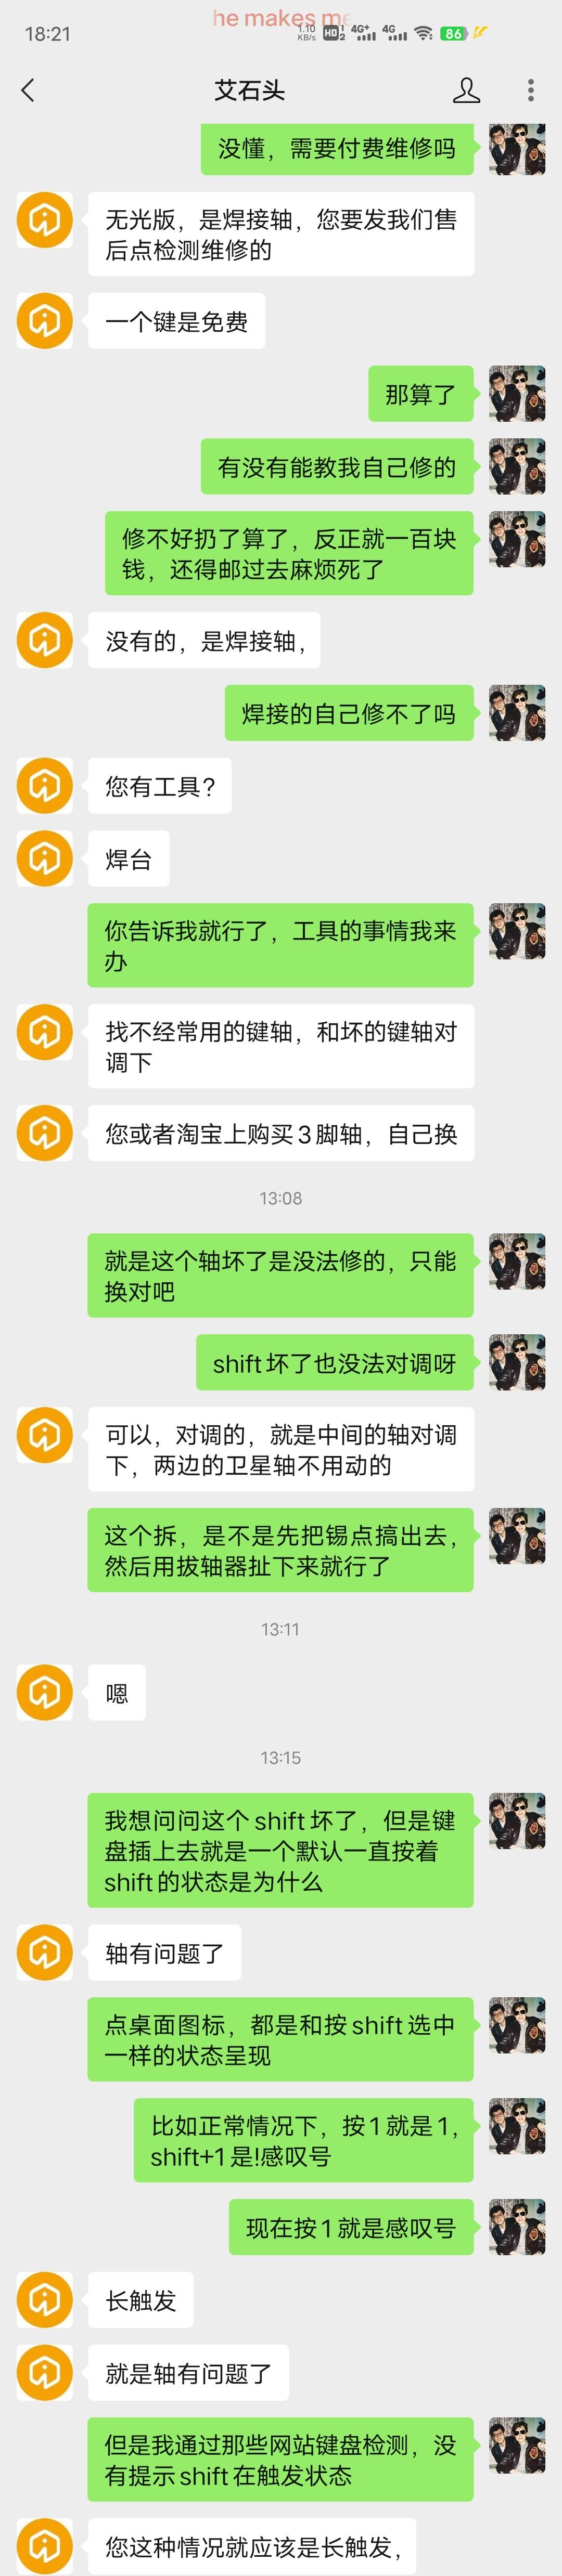 he makes me
18:21
1.10
KB/s
HD 1
2
4G+
4G
86
艾石头
没懂，需要付费维修吗
无光版，是焊接轴，您要发我们售
后点检测维修的
一个键是免费
那算了
有没有能教我自己修的
修不好扔了算了，反正就一百块
钱，还得邮过去麻烦死了
没有的，是焊接轴，
焊接的自己修不了吗
您有工具？
焊台
你告诉我就行了，工具的事情我来
办
找不经常用的键轴，和坏的键轴对
调下
您或者淘宝上购买3脚轴，自己换
13:08
就是这个轴坏了是没法修的，只能
换对吧
shift坏了也没法对调呀
可以，对调的，就是中间的轴对调
下，两边的卫星轴不用动的
这个拆，是不是先把锡点搞出去，
然后用拔轴器扯下来就行了
13:11
嗯
13:15
我想问问这个shift坏了，但是键
盘插上去就是一个默认一直按着
shift的状态是为什么
轴有问题了
点桌面图标，都是和按shift选中
一样的状态呈现
比如正常情况下，按1就是1，
shift+1是!感叹号
现在按1就是感叹号
长触发
就是轴有问题了
但是我通过那些网站键盘检测，没
有提示shift在触发状态
您这种情况就应该是长触发，